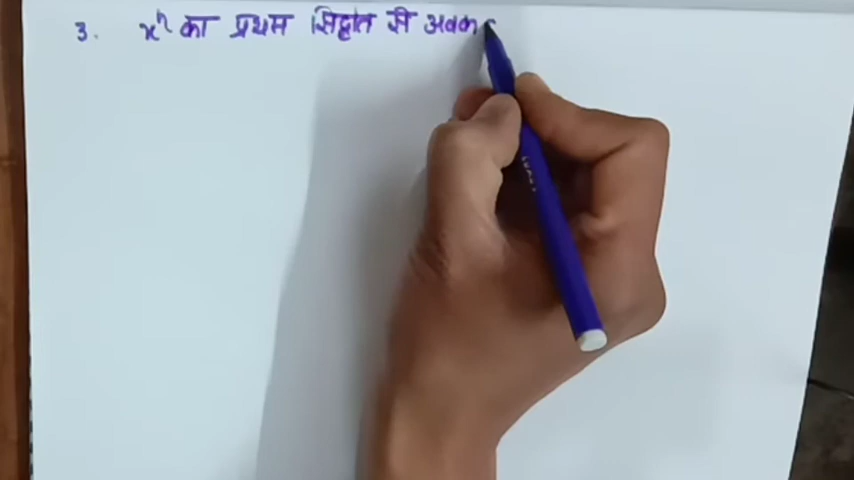 3. xⁿ का प्रथम सिद्धांत से अवक